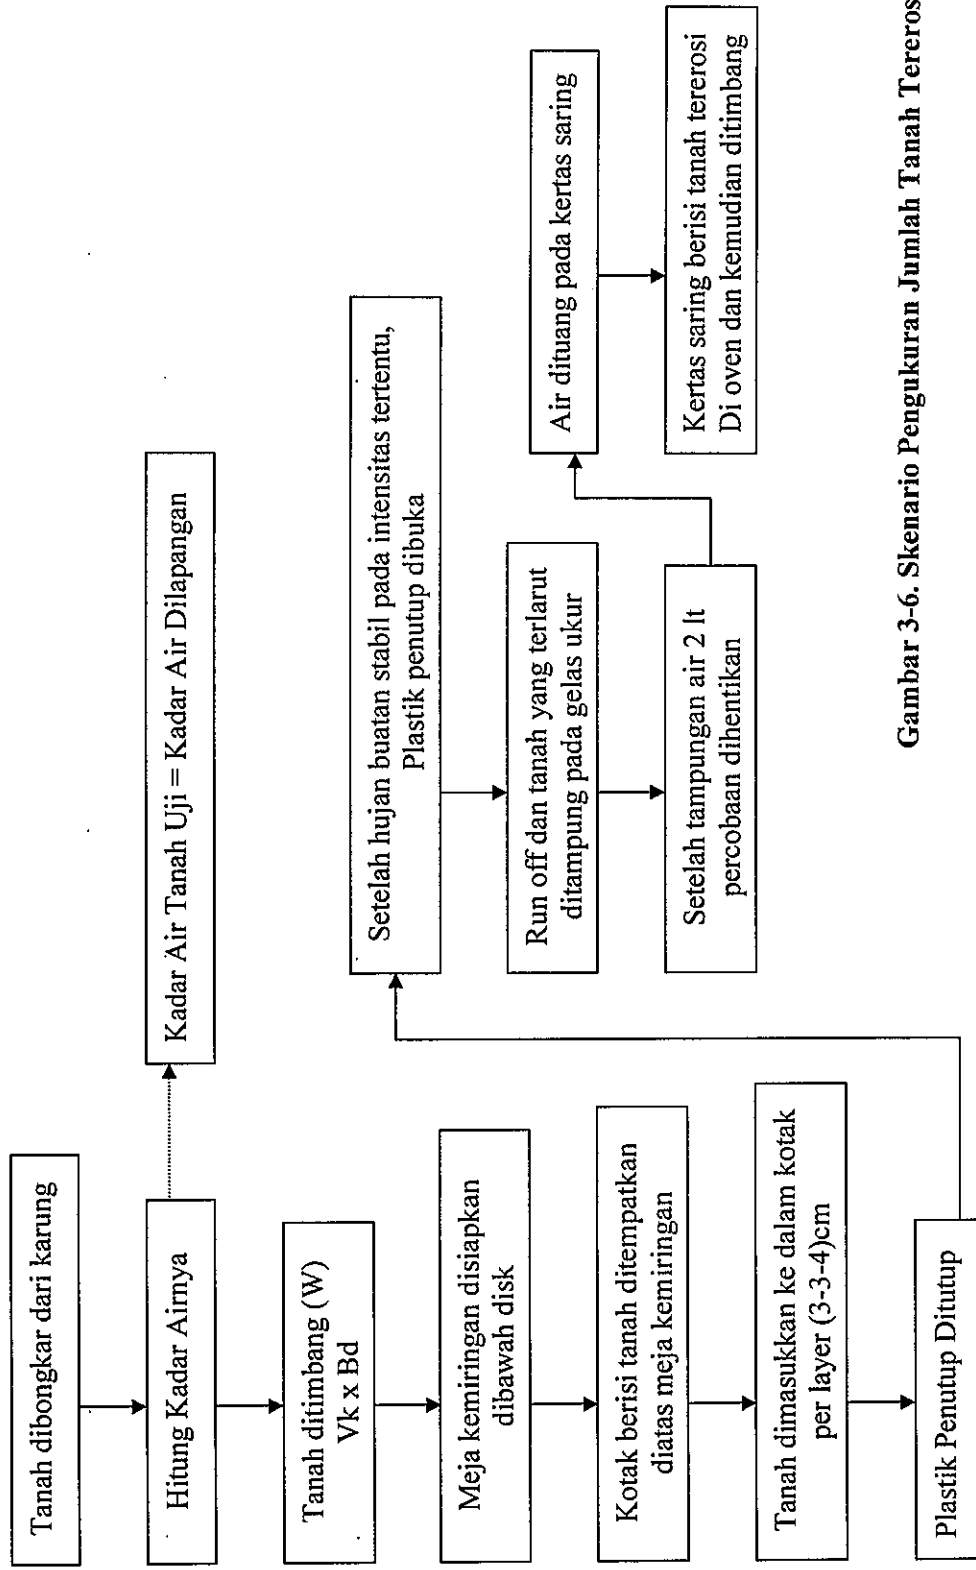 Tanah dibongkar dari karung
Hitung Kadar Airnya
Kadar Air Tanah Uji = Kadar Air Dilapangan
Tanah ditimbang (W)
Vk x Bd
Meja kemiringan disiapkan
dibawah disk
Kotak berisi tanah ditempatkan
diatas meja kemiringan
Tanah dimasukkan ke dalam kotak
per layer (3-3-4)cm
Plastik Penutup Ditutup
Setelah hujan buatan stabil pada intensitas tertentu,
Plastik penutup dibuka
Run off dan tanah yang terlarut
ditampung pada gelas ukur
Setelah tampungan air 2 lt
percobaan dihentikan
Air dituang pada kertas saring
Kertas saring berisi tanah tererosi
Di oven dan kemudian ditimbang
Gambar 3-6. Skenario Pengukuran Jumlah Tanah Tereros